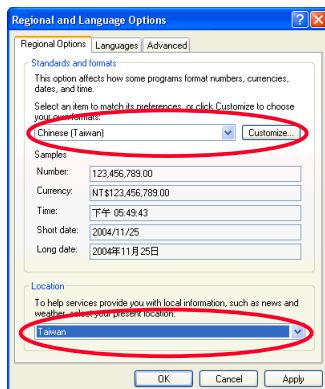 Regional and Language Options
Regional Options Languages Advanced
Standards and formats
This option affects how some programs format numbers, currencies,
dates, and time.
Select an item to match its preferences, or click Customize to choose
your own formats:
Chinese (Taiwan) Customize...
Samples
Number: 123,456,789.00
Currency: NT$123,456,789.00
Time: 下午 05:49:43
Short date: 2004/11/25
Long date: 2004年11月25日
Location
To help services provide you with local information, such as news and
weather, select your present location:
Taiwan
OK Cancel Apply